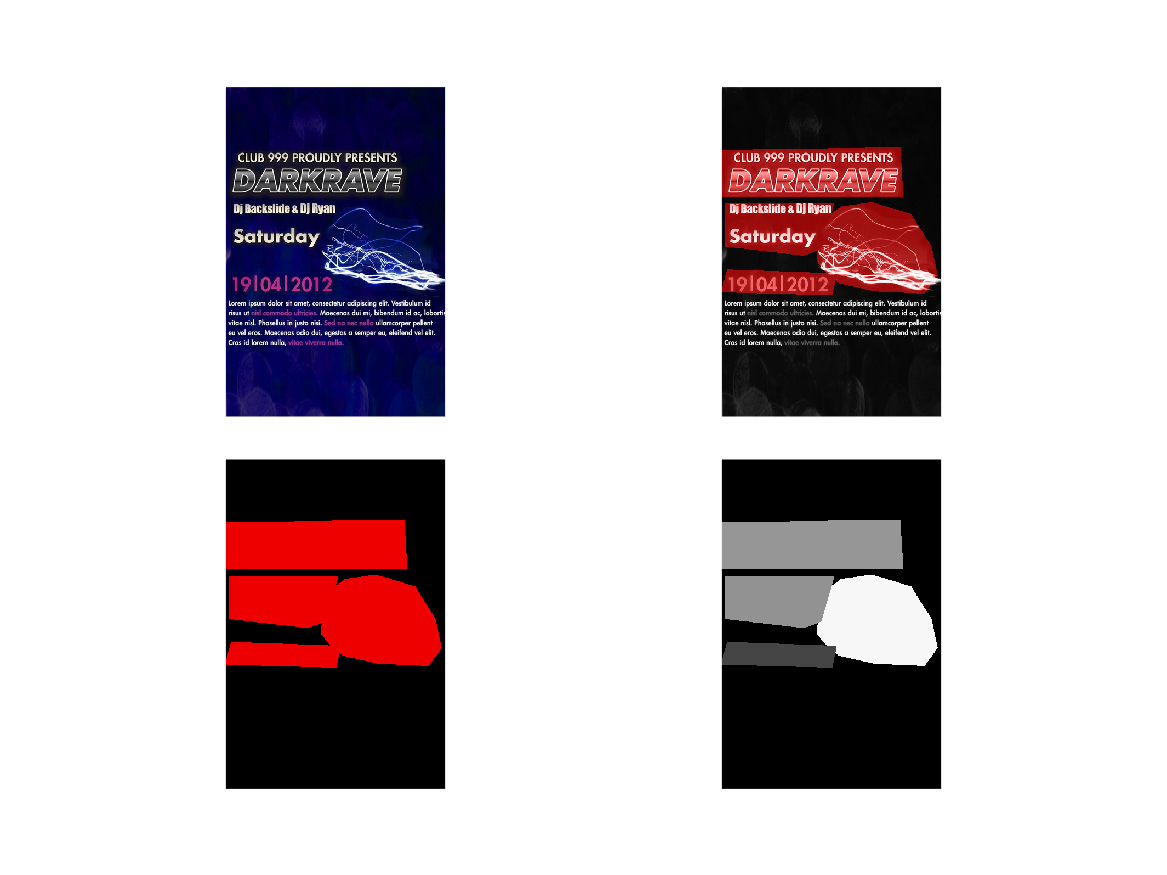 CLUB 999 PROUDLY PRESENTS
DARKRAVE
Dj Backslide & Dj Ryan
Saturday
19|04|2012
Lorem ipsum dolor sit amet, consectetur adipiscing elit. Vestibulum id
risus ut nisl commodo ultricies. Maecenas dui mi, bibendum id ac, lobortis
vitae nisl. Phasellus in justo nisi. Sed na sec nulla ullamcorper pellent
eu vel eros. Maecenas odio dui, egestas a semper eu, eleifend vel elit.
Cras id lorem nulla, vitae viverra nulla.
CLUB 999 PROUDLY PRESENTS
DARKRAVE
Dj Backslide & Dj Ryan
Saturday
19|04|2012
Lorem ipsum dolor sit amet, consectetur adipiscing elit. Vestibulum id
risus ut nisl commodo ultricies. Maecenas dui mi, bibendum id ac, lobortis
vitae nisl. Phasellus in justo nisi. Sed na sec nulla ullamcorper pellent
eu vel eros. Maecenas odio dui, egestas a semper eu, eleifend vel elit.
Cras id lorem nulla, vitae viverra nulla.